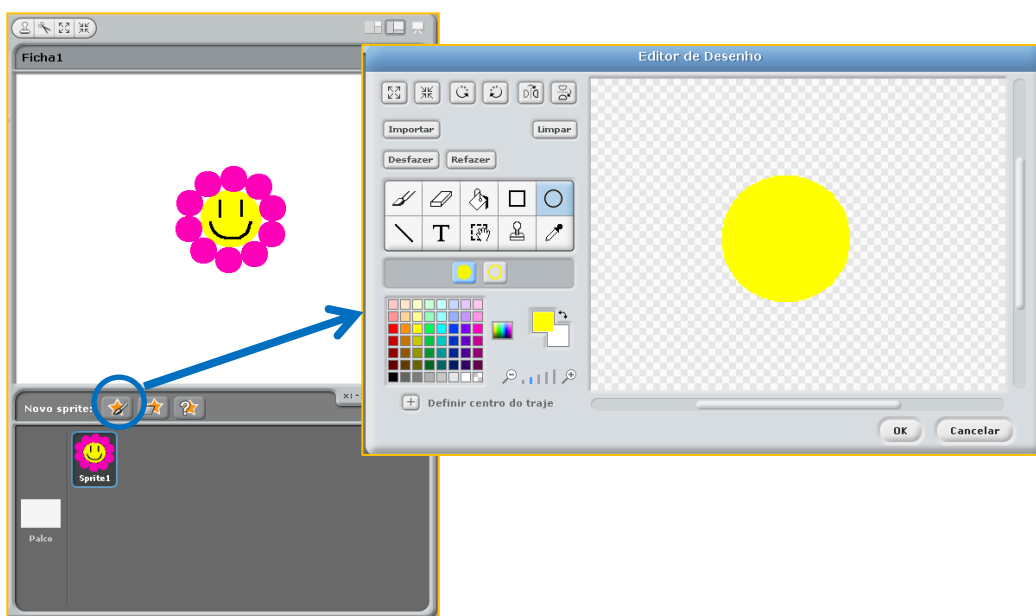 Ficha1
Editor de Desenho
Importar
Limpar
Desfazer
Refazer
T
Definir centro do traje
OK
Cancelar
Novo sprite:
x:
Sprite1
Palco